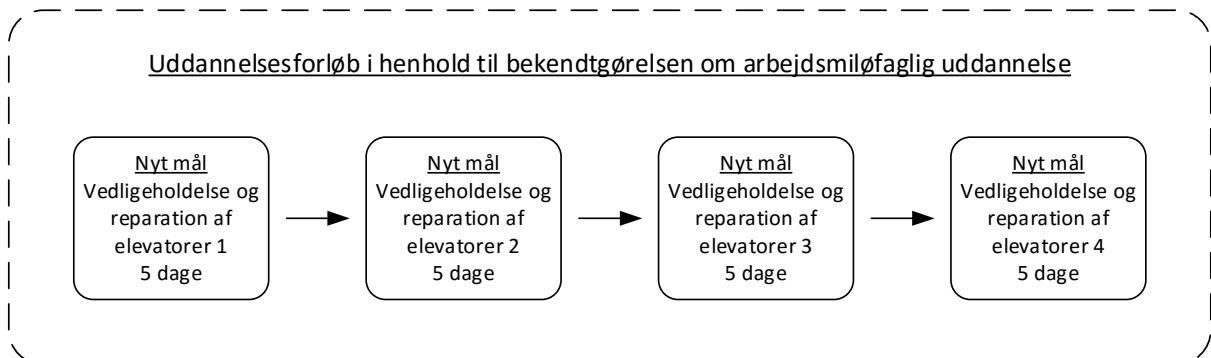 Uddannelsesforløb i henhold til bekendtgørelsen om arbejdsmiløfaglig uddannelse
Nyt mål
Vedligeholdelse og
reparation af
elevatorer 1
5 dage
Nyt mål
Vedligeholdelse og
reparation af
elevatorer 2
5 dage
Nyt mål
Vedligeholdelse og
reparation af
elevatorer 3
5 dage
Nyt mål
Vedligeholdelse og
reparation af
elevatorer 4
5 dage